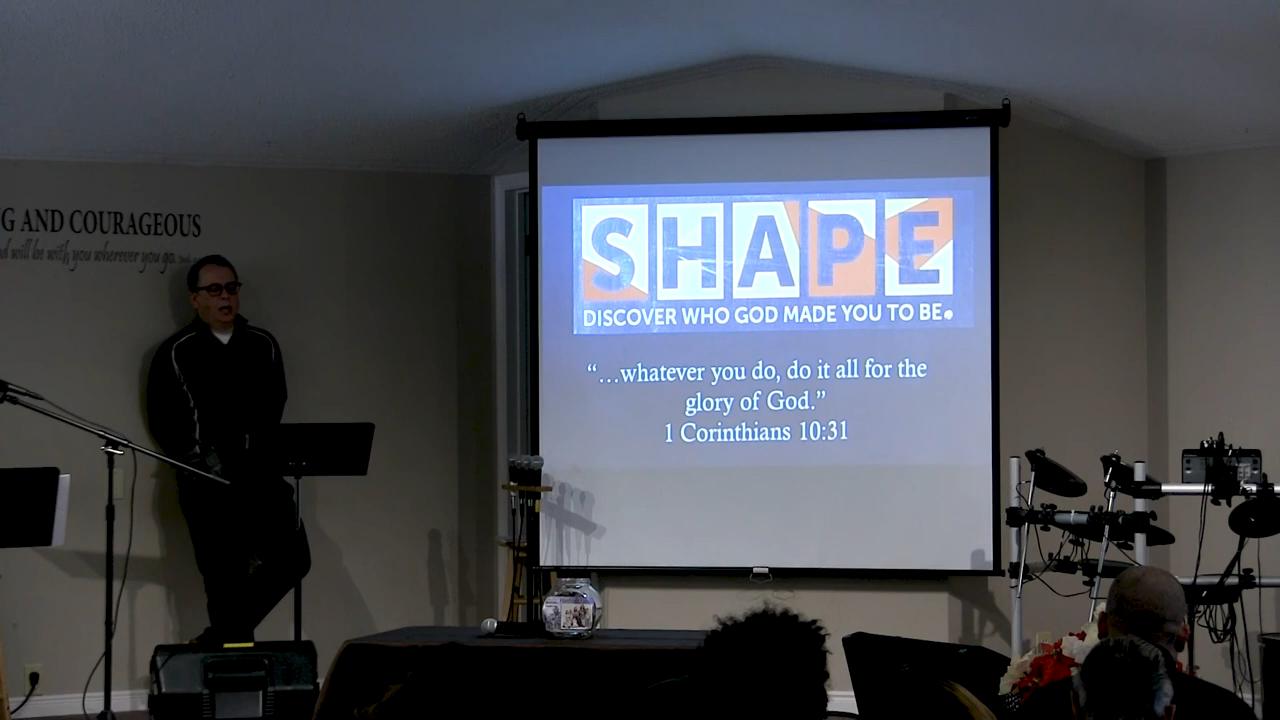 G AND COURAGEOUS
d will be with you wherever you go.
SHAPE
DISCOVER WHO GOD MADE YOU TO BE.
“...whatever you do, do it all for the
glory of God.”
1 Corinthians 10:31